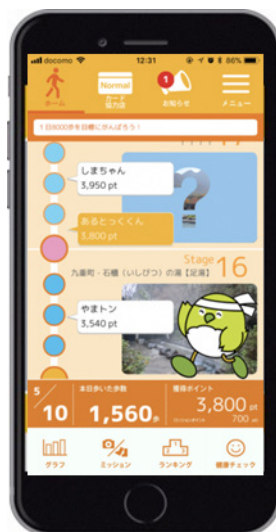 docomo 12:31 86%
Normal
1
ホーム
カード
協力店
お知らせ
メニュー
1日8000歩を目標にがんばろう！
17
しまちゃん
3,950 pt
あるとっくくん
3,800 pt
Stage 16
九重町・石櫃（いしびつ）の湯【足湯】
やまトン
3,540 pt
5/10
本日歩いた歩数
1,560 歩
獲得ポイント
3,800 pt
700 pt
グラフ
ミッション
ランキング
健康チェック